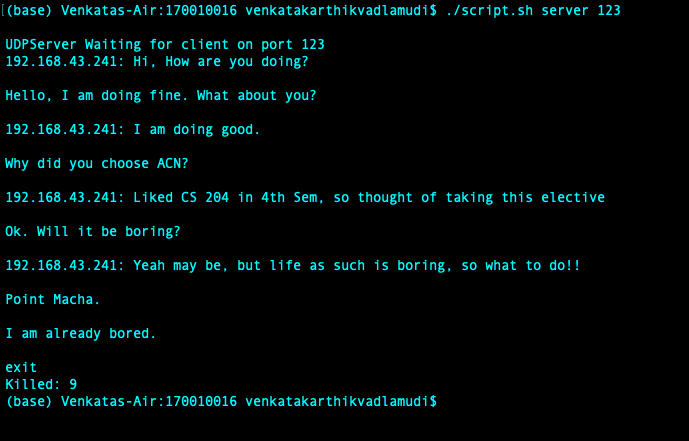 (base) Venkatas-Air:170010016 venkatakarthikvadlamudi$ ./script.sh server 123
UDPServer Waiting for client on port 123
192.168.43.241: Hi, How are you doing?
Hello, I am doing fine. What about you?
192.168.43.241: I am doing good.
Why did you choose ACN?
192.168.43.241: Liked CS 204 in 4th Sem, so thought of taking this elective
Ok. Will it be boring?
192.168.43.241: Yeah may be, but life as such is boring, so what to do!!
Point Macha.
I am already bored.
exit
Killed: 9
(base) Venkatas-Air:170010016 venkatakarthikvadlamudi$